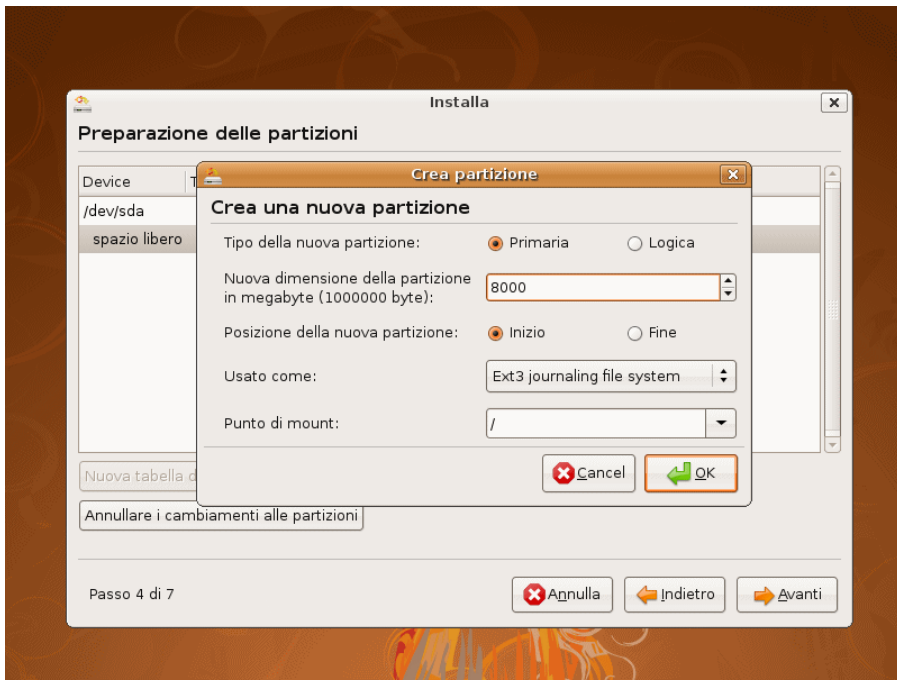 Installa
Preparazione delle partizioni
Device T
/dev/sda
spazio libero
Crea partizione
Crea una nuova partizione
Tipo della nuova partizione: Primaria Logica
Nuova dimensione della partizione
in megabyte (1000000 byte): 8000
Posizione della nuova partizione: Inizio Fine
Usato come: Ext3 journaling file system
Punto di mount: /
Cancel OK
Nuova tabella d
Annullare i cambiamenti alle partizioni
Passo 4 di 7 Annulla Indietro Avanti